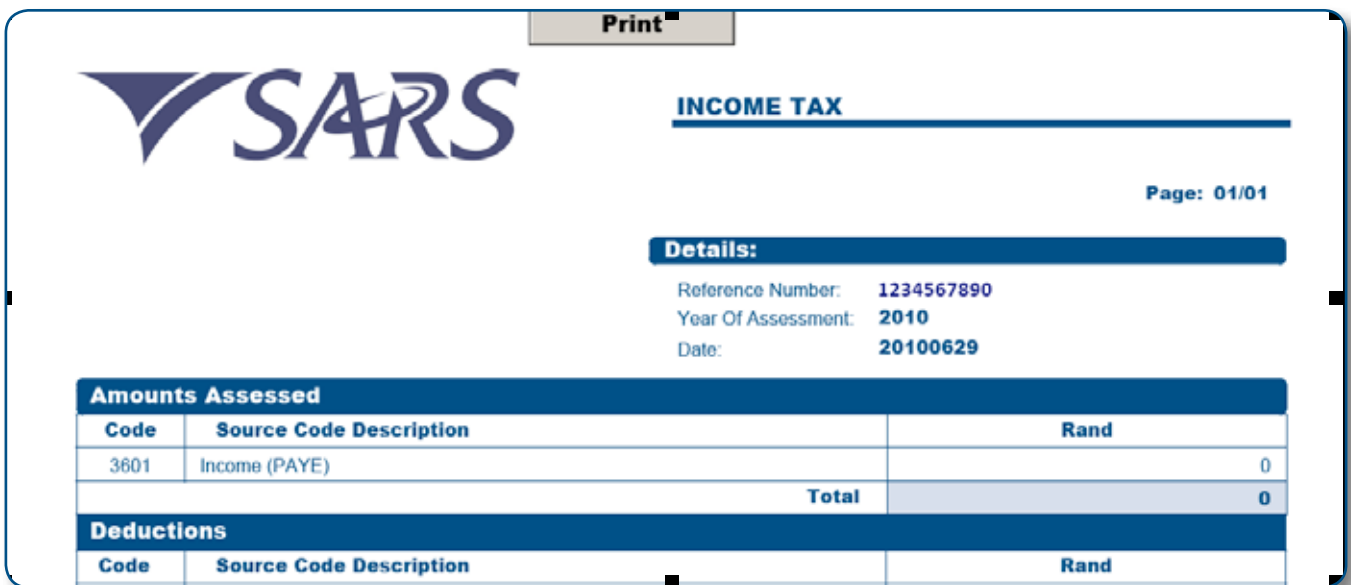 Print
SARS
INCOME TAX
Page: 01/01
Details:
Reference Number: 1234567890
Year Of Assessment: 2010
Date: 20100629
Amounts Assessed
Code Source Code Description Rand
3601 Income (PAYE) 0
Total 0
Deductions
Code Source Code Description Rand